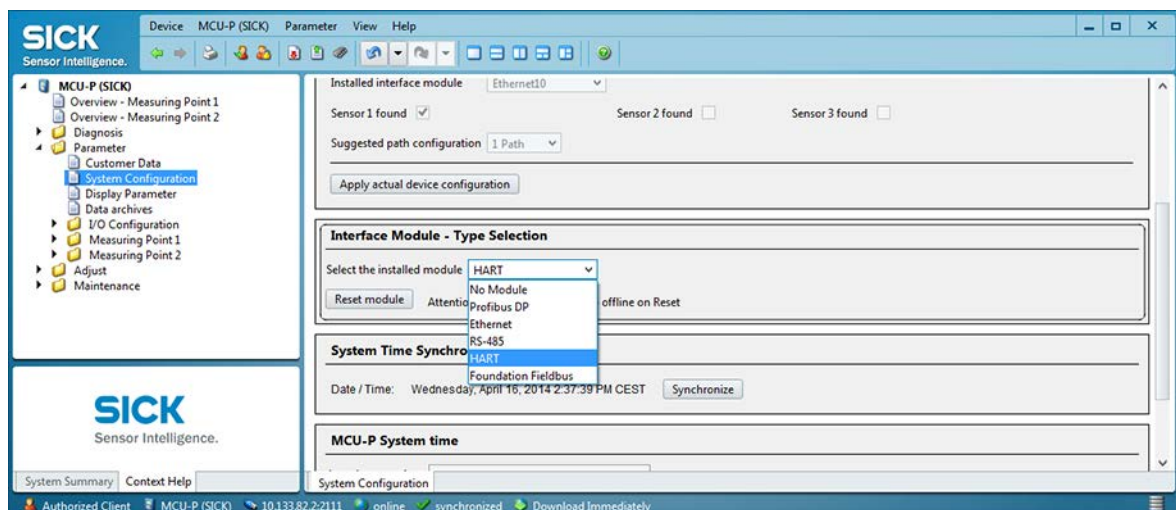 SICK
Sensor Intelligence.
Device MCU-P (SICK) Parameter View Help
MCU-P (SICK)
Overview - Measuring Point 1
Overview - Measuring Point 2
Diagnosis
Parameter
Customer Data
System Configuration
Display Parameter
Data archives
I/O Configuration
Measuring Point 1
Measuring Point 2
Adjust
Maintenance
SICK
Sensor Intelligence.
System Summary Context Help
Installed interface module Ethernet10
Sensor 1 found Sensor 2 found Sensor 3 found
Suggested path configuration 1 Path
Apply actual device configuration
Interface Module - Type Selection
Select the installed module HART
No Module
Profibus DP
Ethernet
RS-485
HART
Foundation Fieldbus
Reset module offline on Reset
System Time
Date / Time: Wednesday, April 16, 2014 2:37:39 PM CEST Synchronize
MCU-P System time
System Configuration
Authorized Client MCU-P (SICK) 10.133.82.2:2111 online synchronized Download Immediately